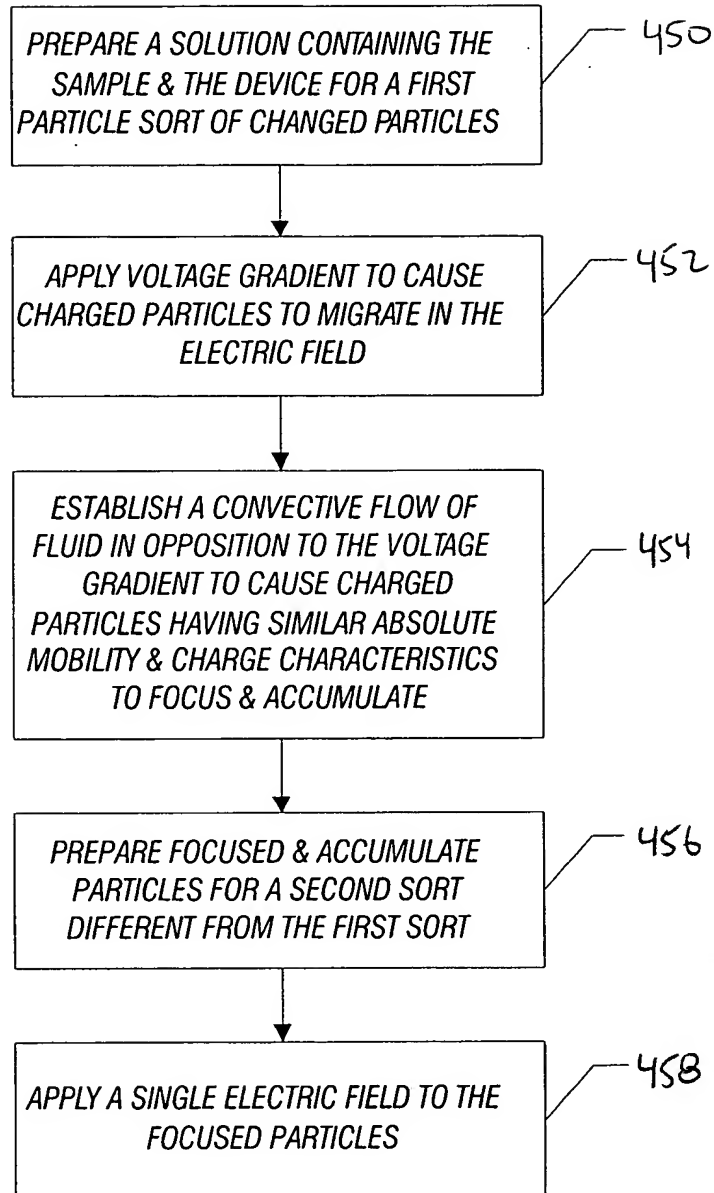 PREPARE A SOLUTION CONTAINING THE
SAMPLE & THE DEVICE FOR A FIRST
PARTICLE SORT OF CHANGED PARTICLES
450
APPLY VOLTAGE GRADIENT TO CAUSE
CHARGED PARTICLES TO MIGRATE IN THE
ELECTRIC FIELD
452
ESTABLISH A CONVECTIVE FLOW OF
FLUID IN OPPOSITION TO THE VOLTAGE
GRADIENT TO CAUSE CHARGED
PARTICLES HAVING SIMILAR ABSOLUTE
MOBILITY & CHARGE CHARACTERISTICS
TO FOCUS & ACCUMULATE
454
PREPARE FOCUSED & ACCUMULATE
PARTICLES FOR A SECOND SORT
DIFFERENT FROM THE FIRST SORT
456
APPLY A SINGLE ELECTRIC FIELD TO THE
FOCUSED PARTICLES
458